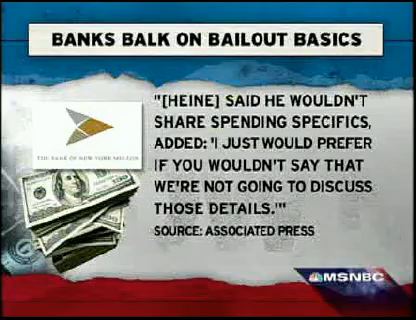 BANKS BALK ON BAILOUT BASICS
"[HEINE] SAID HE WOULDN'T
SHARE SPENDING SPECIFICS,
ADDED: 'I JUST WOULD PREFER
IF YOU WOULDN'T SAY THAT
WE'RE NOT GOING TO DISCUSS
THOSE DETAILS.'"
SOURCE: ASSOCIATED PRESS
THE BANK OF NEW YORK MELLON
MSNBC